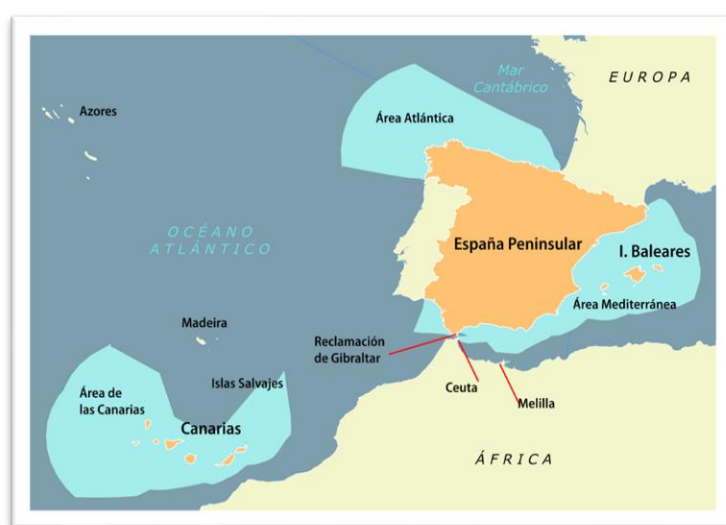 Mar
Cantábrico
EUROPA
Azores
Área Atlántica
OCÉANO
ATLÁNTICO
España Peninsular
I. Baleares
Área Mediterránea
Madeira
Reclamación
de Gibraltar
Islas Salvajes
Área de
las Canarias
Ceuta
Melilla
Canarias
ÁFRICA